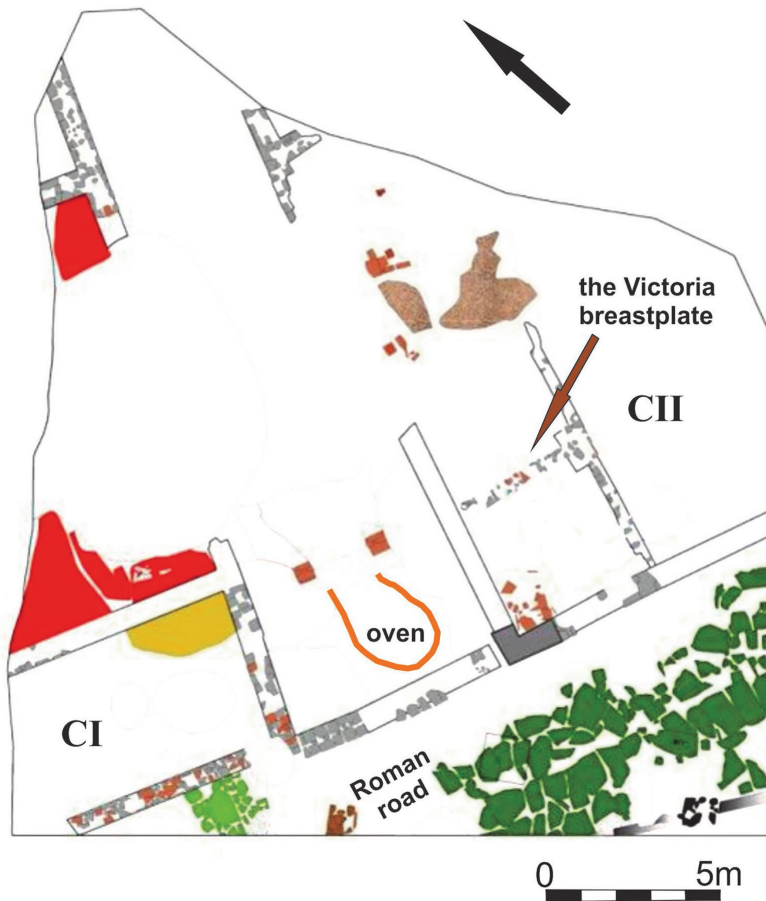 the Victoria
breastplate
CII
oven
CI
Roman
road
0 5m